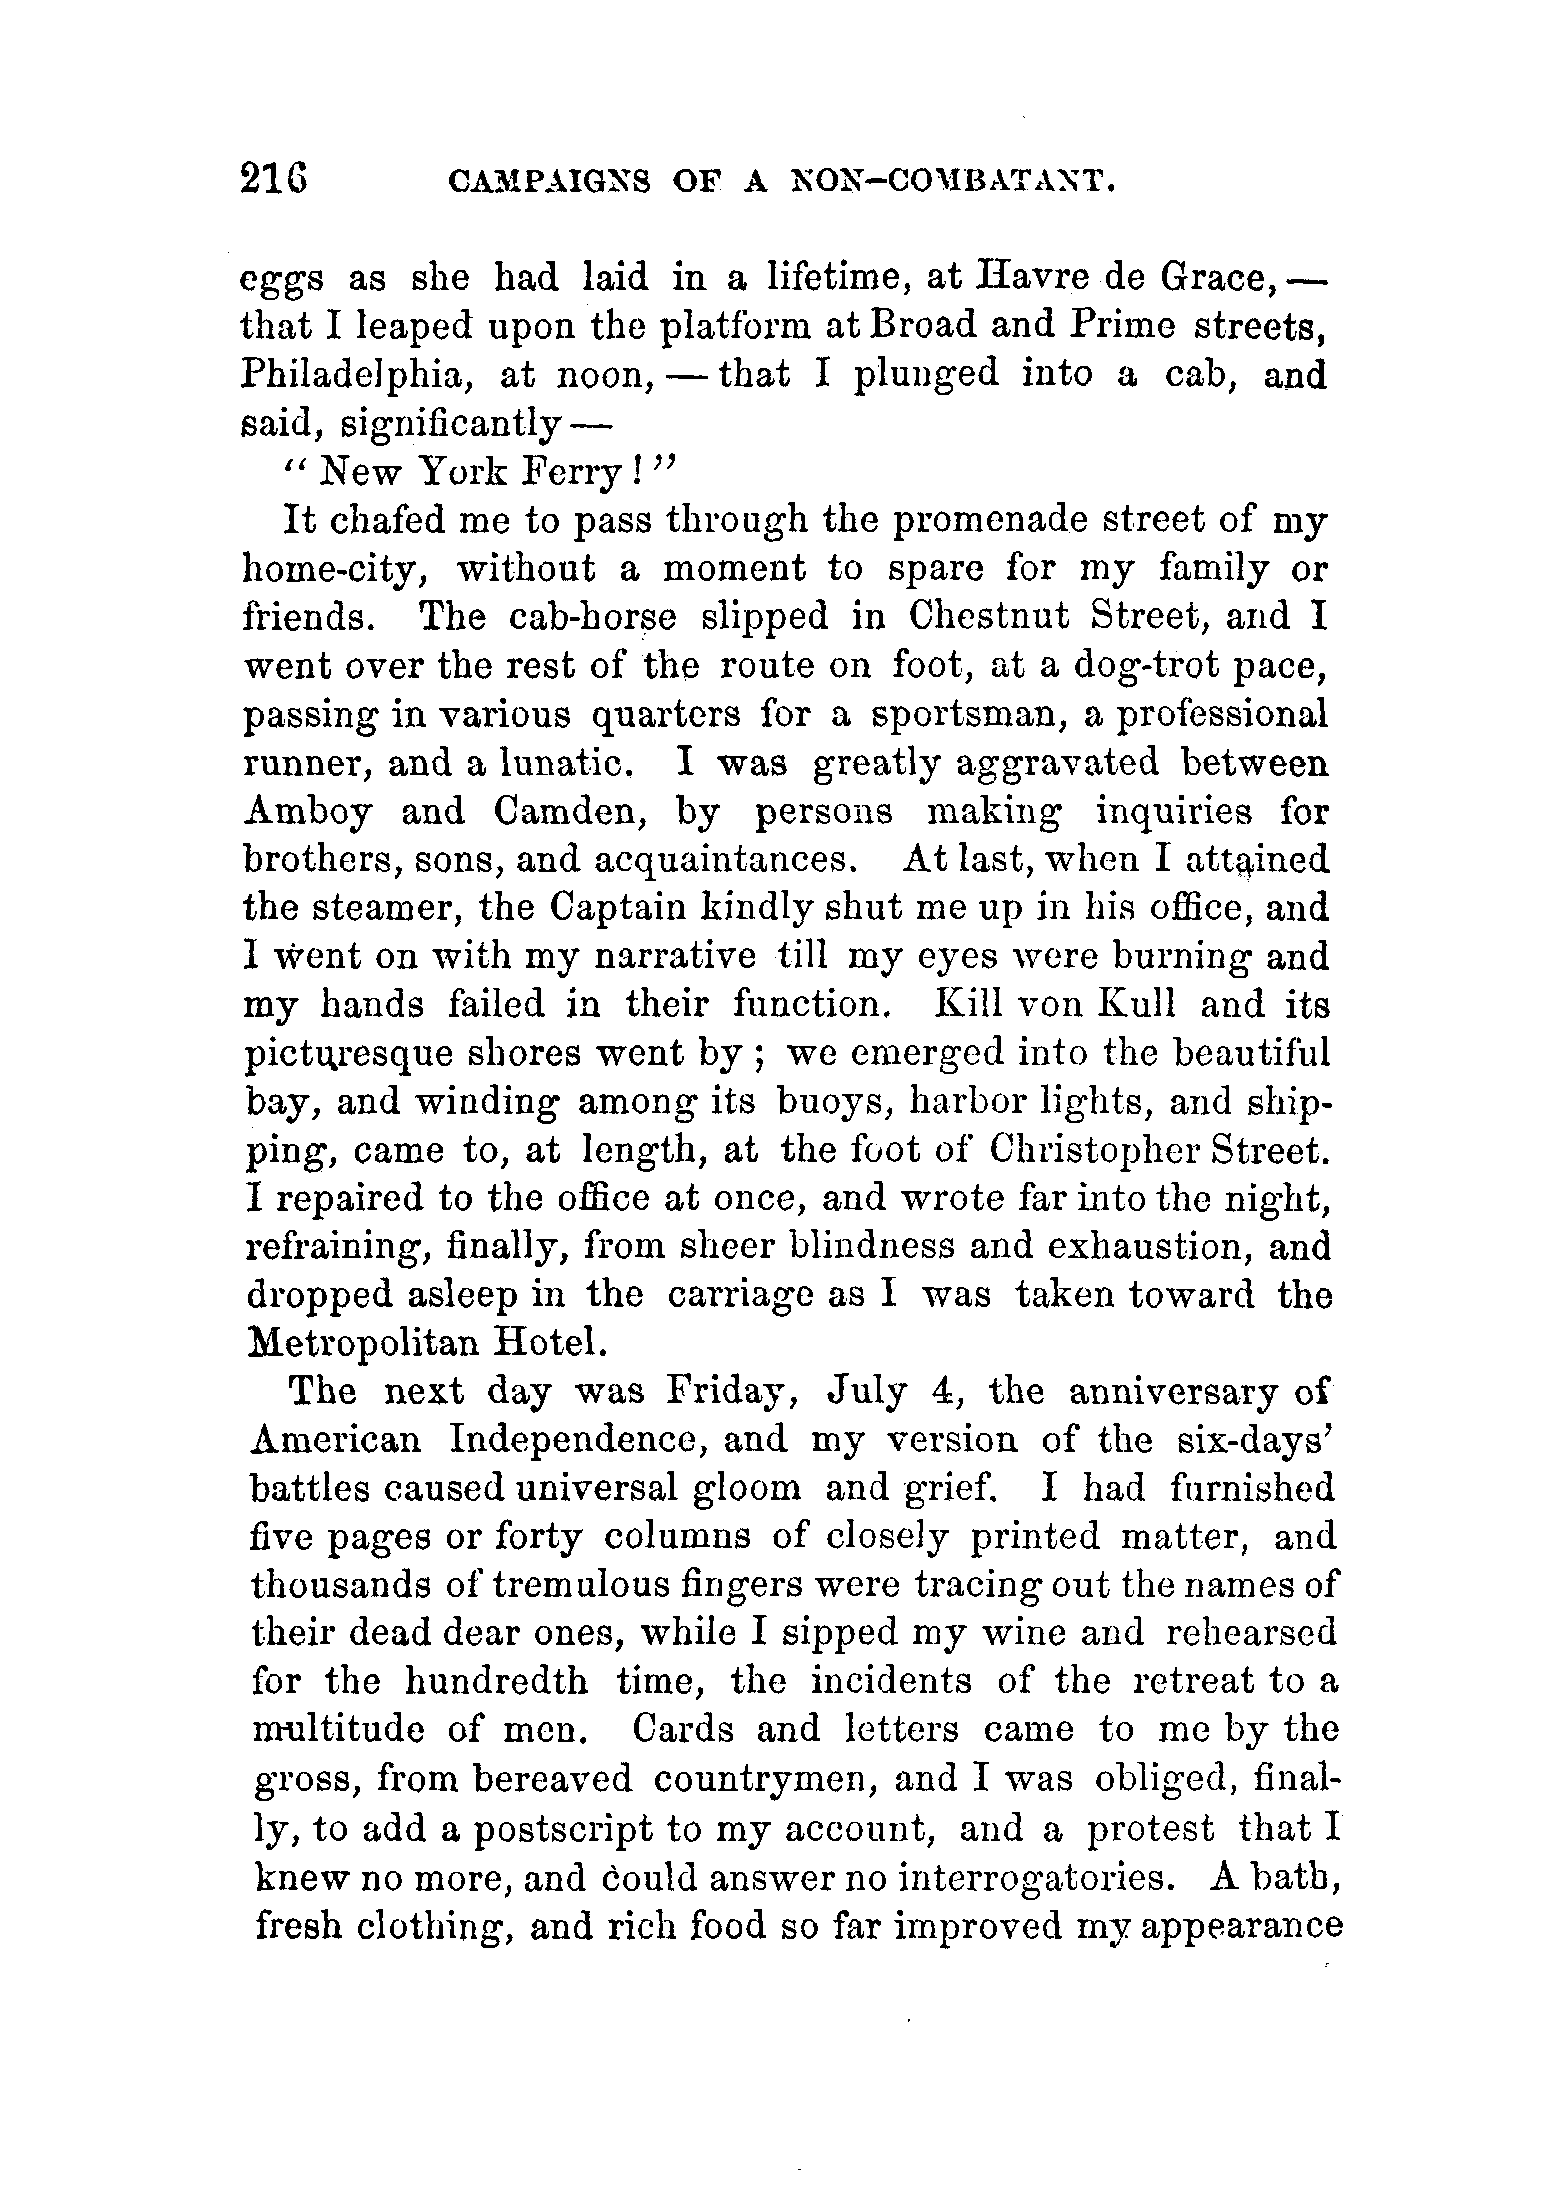 216 CAMPAIGNS OF A NON-COMBATANT.
eggs as she had laid in a lifetime, at Havre de Grace, —
that I leaped upon the platform at Broad and Prime streets,
Philadelphia, at noon, — that I plunged into a cab, and
said, significantly —
" New York Ferry ! "
It chafed me to pass through the promenade street of my
home-city, without a moment to spare for my family or
friends. The cab-horse slipped in Chestnut Street, and I
went over the rest of the route on foot, at a dog-trot pace,
passing in various quarters for a sportsman, a professional
runner, and a lunatic. I was greatly aggravated between
Amboy and Camden, by persons making inquiries for
brothers, sons, and acquaintances. At last, when I attained
the steamer, the Captain kindly shut me up in his office, and
I went on with my narrative till my eyes were burning and
my hands failed in their function. Kill von Kull and its
picturesque shores went by ; we emerged into the beautiful
bay, and winding among its buoys, harbor lights, and ship-
ping, came to, at length, at the foot of Christopher Street.
I repaired to the office at once, and wrote far into the night,
refraining, finally, from sheer blindness and exhaustion, and
dropped asleep in the carriage as I was taken toward the
Metropolitan Hotel.
The next day was Friday, July 4, the anniversary of
American Independence, and my version of the six-days'
battles caused universal gloom and grief. I had furnished
five pages or forty columns of closely printed matter, and
thousands of tremulous fingers were tracing out the names of
their dead dear ones, while I sipped my wine and rehearsed
for the hundredth time, the incidents of the retreat to a
multitude of men. Cards and letters came to me by the
gross, from bereaved countrymen, and I was obliged, final-
ly, to add a postscript to my account, and a protest that I
knew no more, and could answer no interrogatories. A bath,
fresh clothing, and rich food so far improved my appearance